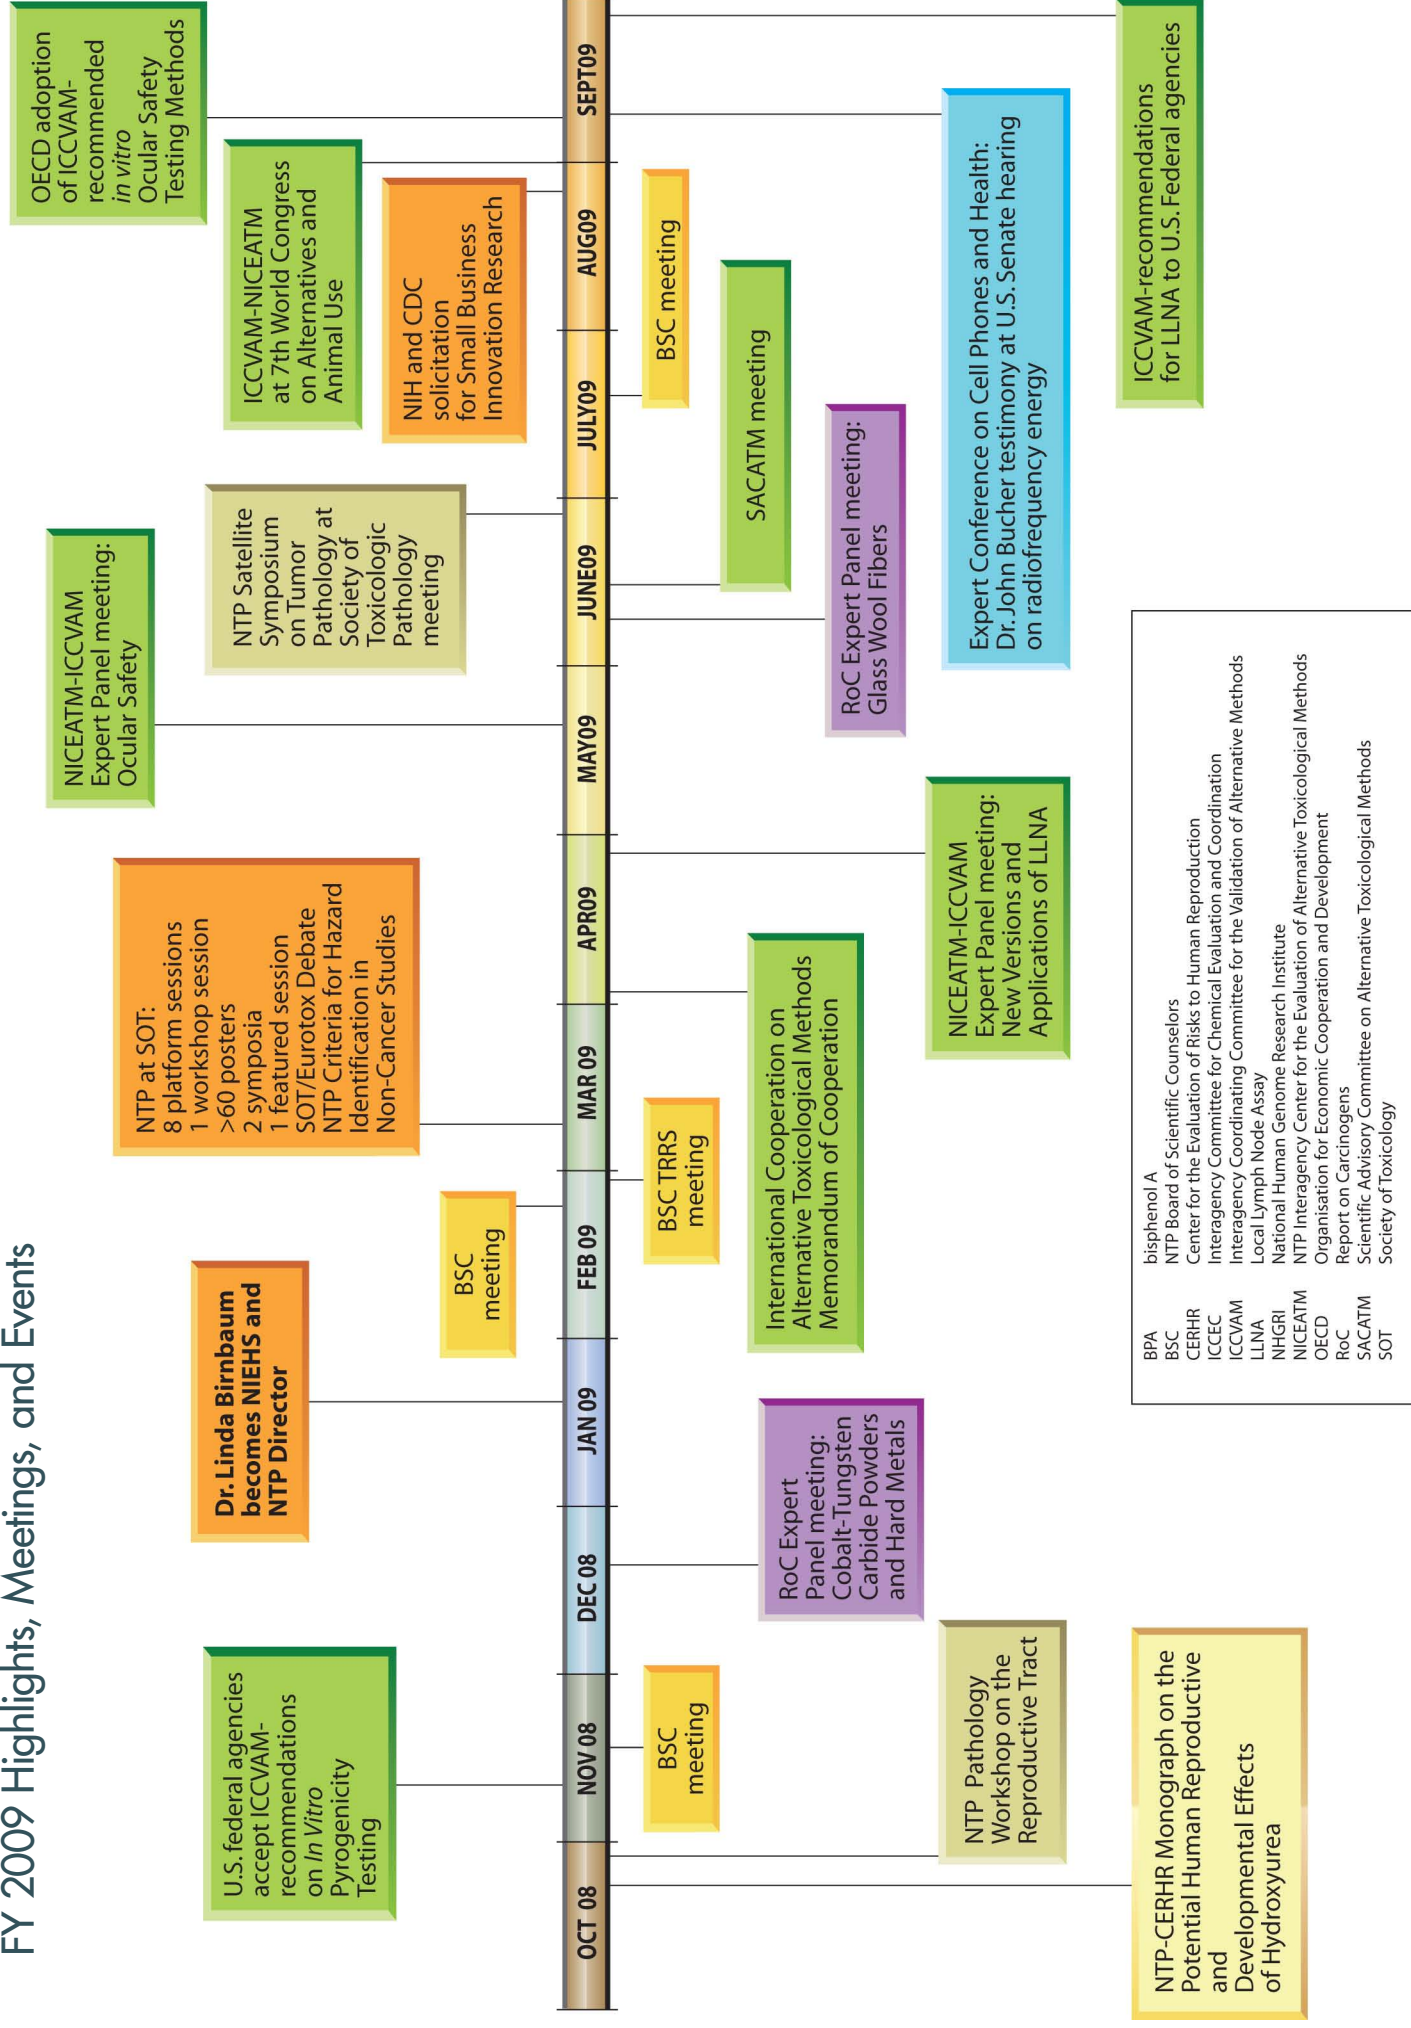 FY 2009 Highlights, Meetings, and Events
U.S. federal agencies
accept ICCVAM-
recommendations
on In Vitro
Pyrogenicity
Testing
Dr. Linda Birnbaum
becomes NIEHS and
NTP Director
BSC
meeting
NTP at SOT:
8 platform sessions
1 workshop session
>60 posters
2 symposia
1 featured session
SOT/Eurotox Debate
NTP Criteria for Hazard
Identification in
Non-Cancer Studies
NICEATM-ICCVAM
Expert Panel meeting:
Ocular Safety
NTP Satellite
Symposium
on Tumor
Pathology at
Society of
Toxicologic
Pathology
meeting
NIH and CDC
solicitation
for Small Business
Innovation Research
ICCVAM-NICEATM
at 7th World Congress
on Alternatives and
Animal Use
OECD adoption
of ICCVAM-
recommended
in vitro
Ocular Safety
Testing Methods
OCT 08
NOV 08
DEC 08
JAN 09
FEB 09
MAR 09
APR09
MAY09
JUNE09
JULY09
AUG09
SEPT09
NTP-CERHR Monograph on the
Potential Human Reproductive
and
Developmental Effects
of Hydroxyurea
NTP Pathology
Workshop on the
Reproductive Tract
BSC
meeting
RoC Expert
Panel meeting:
Cobalt-Tungsten
Carbide Powders
and Hard Metals
BSC TRRS
meeting
International Cooperation on
Alternative Toxicological Methods
Memorandum of Cooperation
NICEATM-ICCVAM
Expert Panel meeting:
New Versions and
Applications of LLNA
RoC Expert Panel meeting:
Glass Wool Fibers
SACATM meeting
BSC meeting
Expert Conference on Cell Phones and Health:
Dr. John Bucher testimony at U.S. Senate hearing
on radiofrequency energy
ICCVAM-recommendations
for LLNA to U.S. Federal agencies
BPA bisphenol A
BSC NTP Board of Scientific Counselors
CERHR Center for the Evaluation of Risks to Human Reproduction
ICCEC Interagency Committee for Chemical Evaluation and Coordination
ICCVAM Interagency Coordinating Committee for the Validation of Alternative Methods
LLNA Local Lymph Node Assay
NHGRI National Human Genome Research Institute
NICEATM NTP Interagency Center for the Evaluation of Alternative Toxicological Methods
OECD Organisation for Economic Cooperation and Development
RoC Report on Carcinogens
SACATM Scientific Advisory Committee on Alternative Toxicological Methods
SOT Society of Toxicology